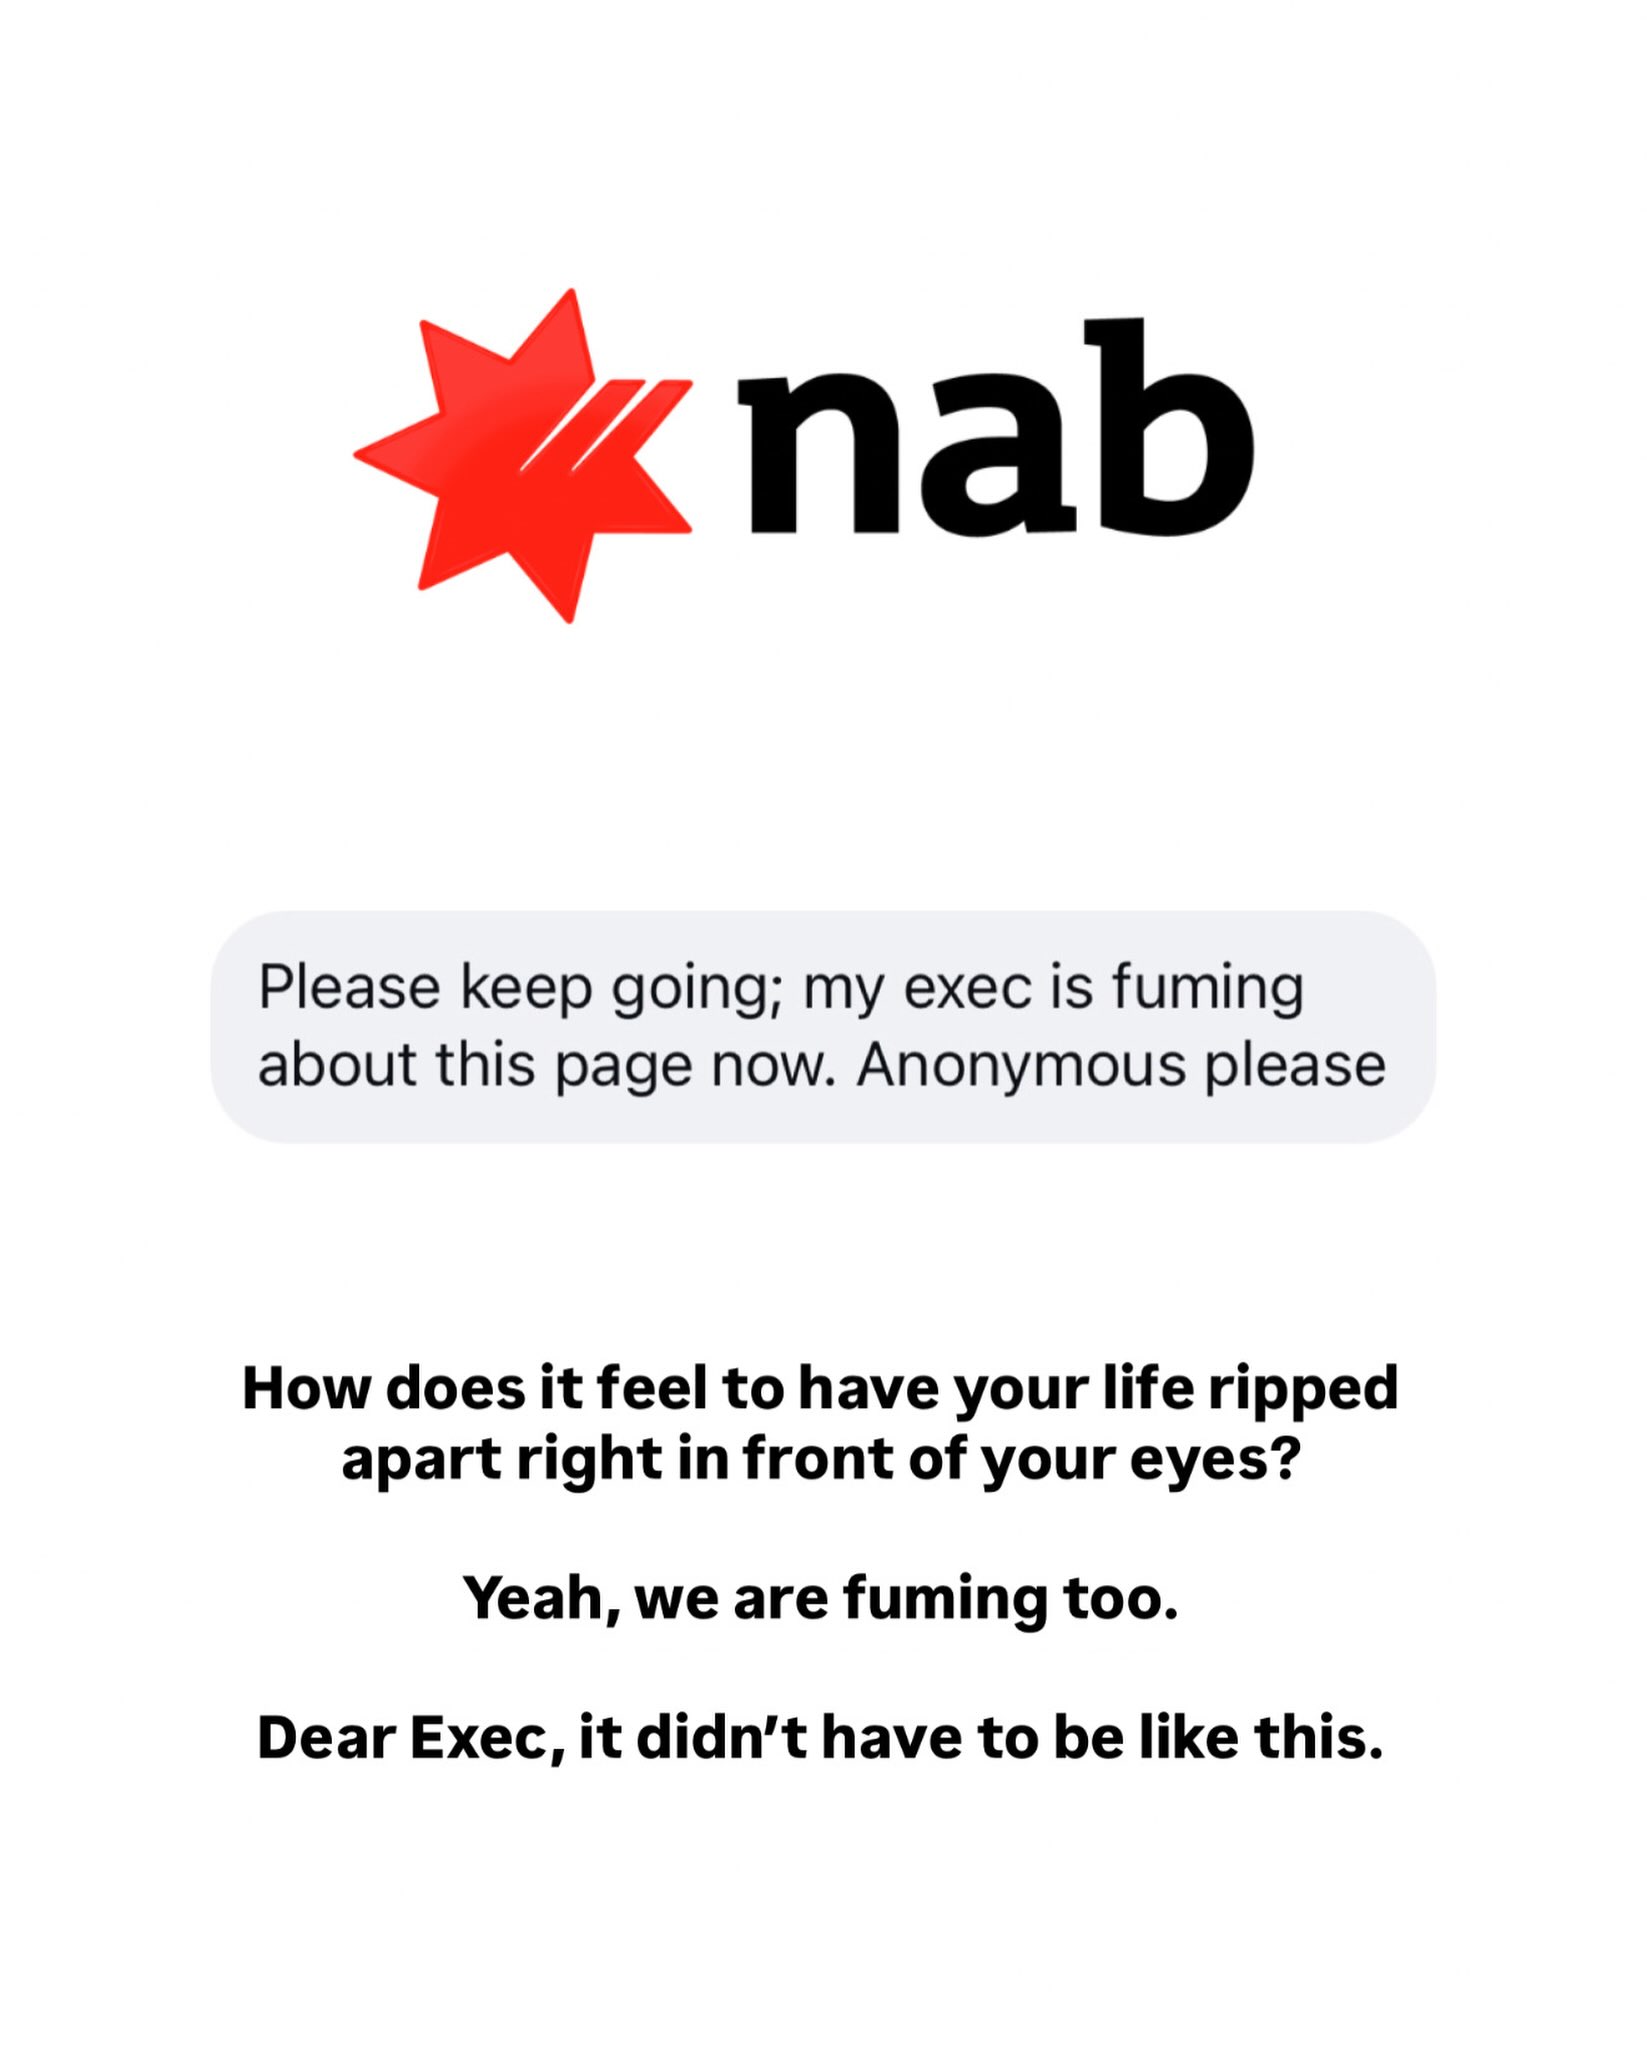 nab
Please keep going; my exec is fuming
about this page now. Anonymous please
How does it feel to have your life ripped
apart right in front of your eyes?
Yeah, we are fuming too.
Dear Exec, it didn’t have to be like this.